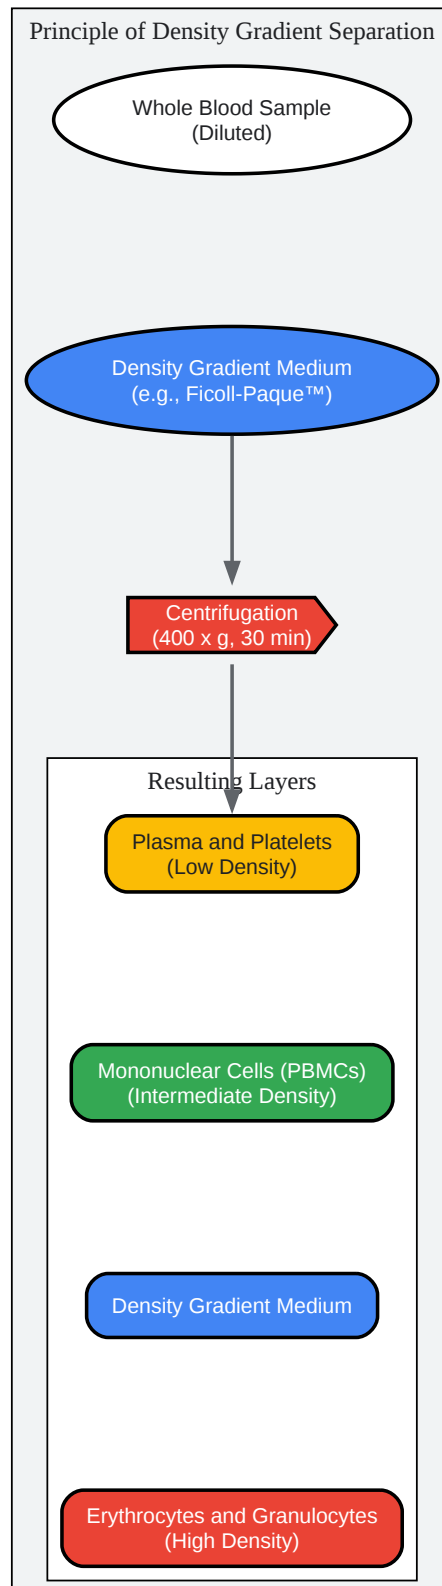 Principle of Density Gradient Separation
Whole Blood Sample
(Diluted)
Density Gradient Medium
(e.g., Ficoll-Paque™)
Centrifugation
(400 x g, 30 min)
Resulting Layers
Plasma and Platelets
(Low Density)
Mononuclear Cells (PBMCs)
(Intermediate Density)
Density Gradient Medium
Erythrocytes and Granulocytes
(High Density)